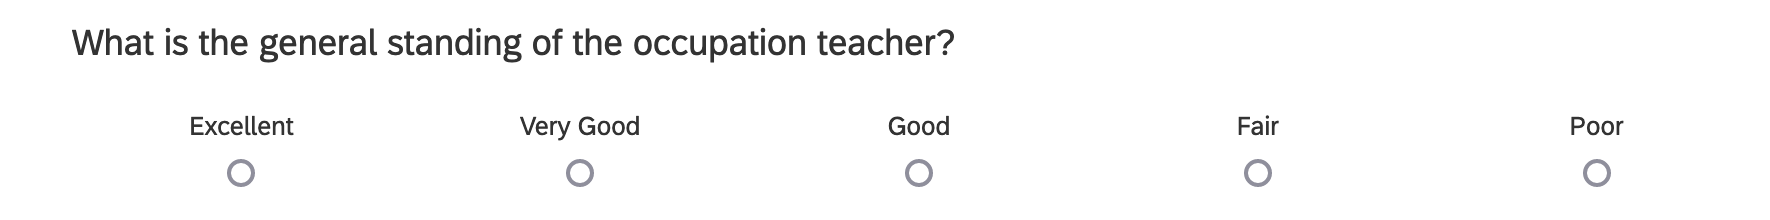 What is the general standing of the occupation teacher?
Excellent Very Good Good Fair Poor